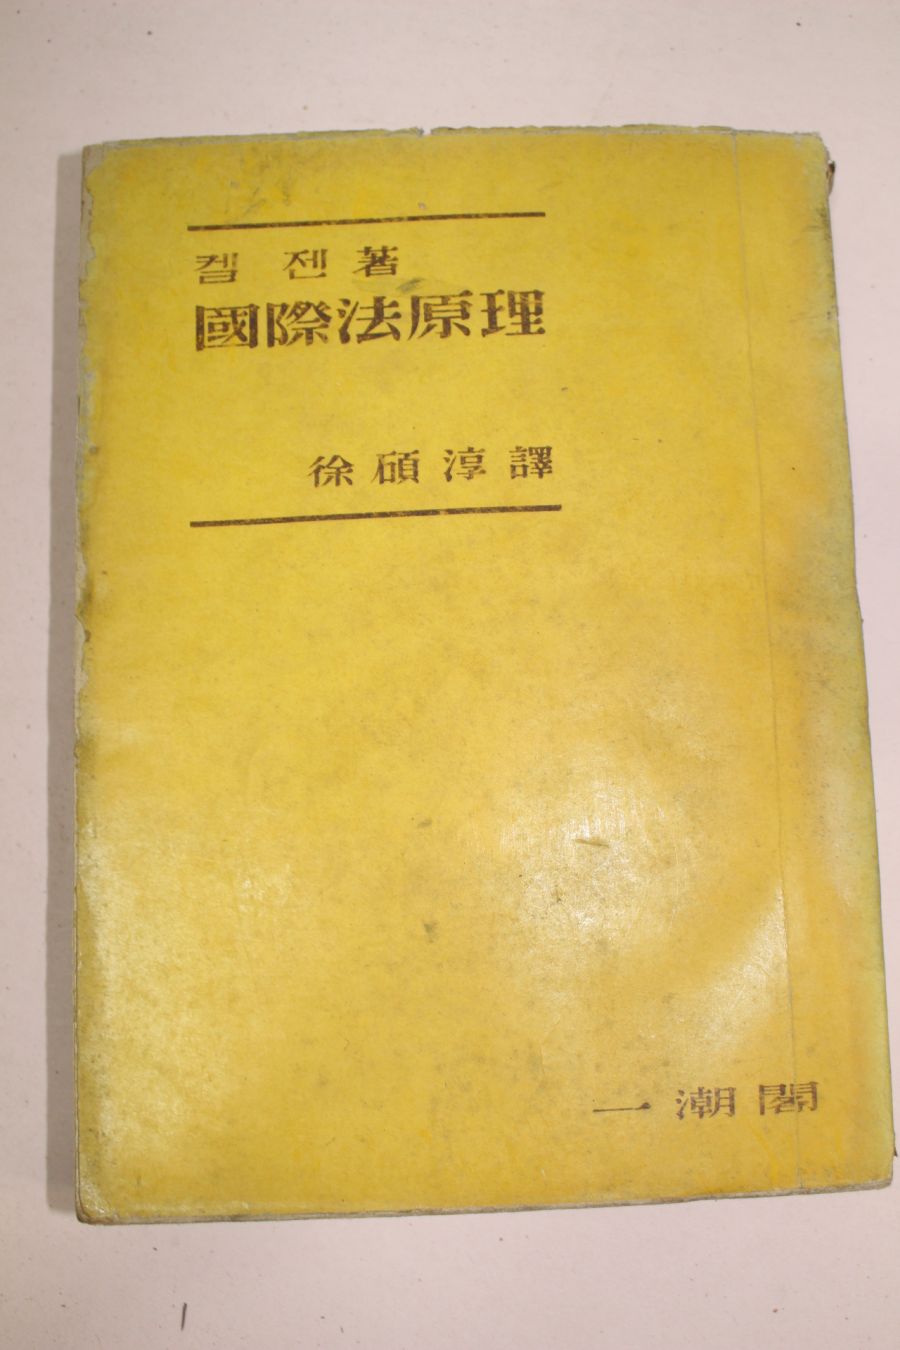 켈 젠 著
國際法原理
徐碩淳譯
一潮閣